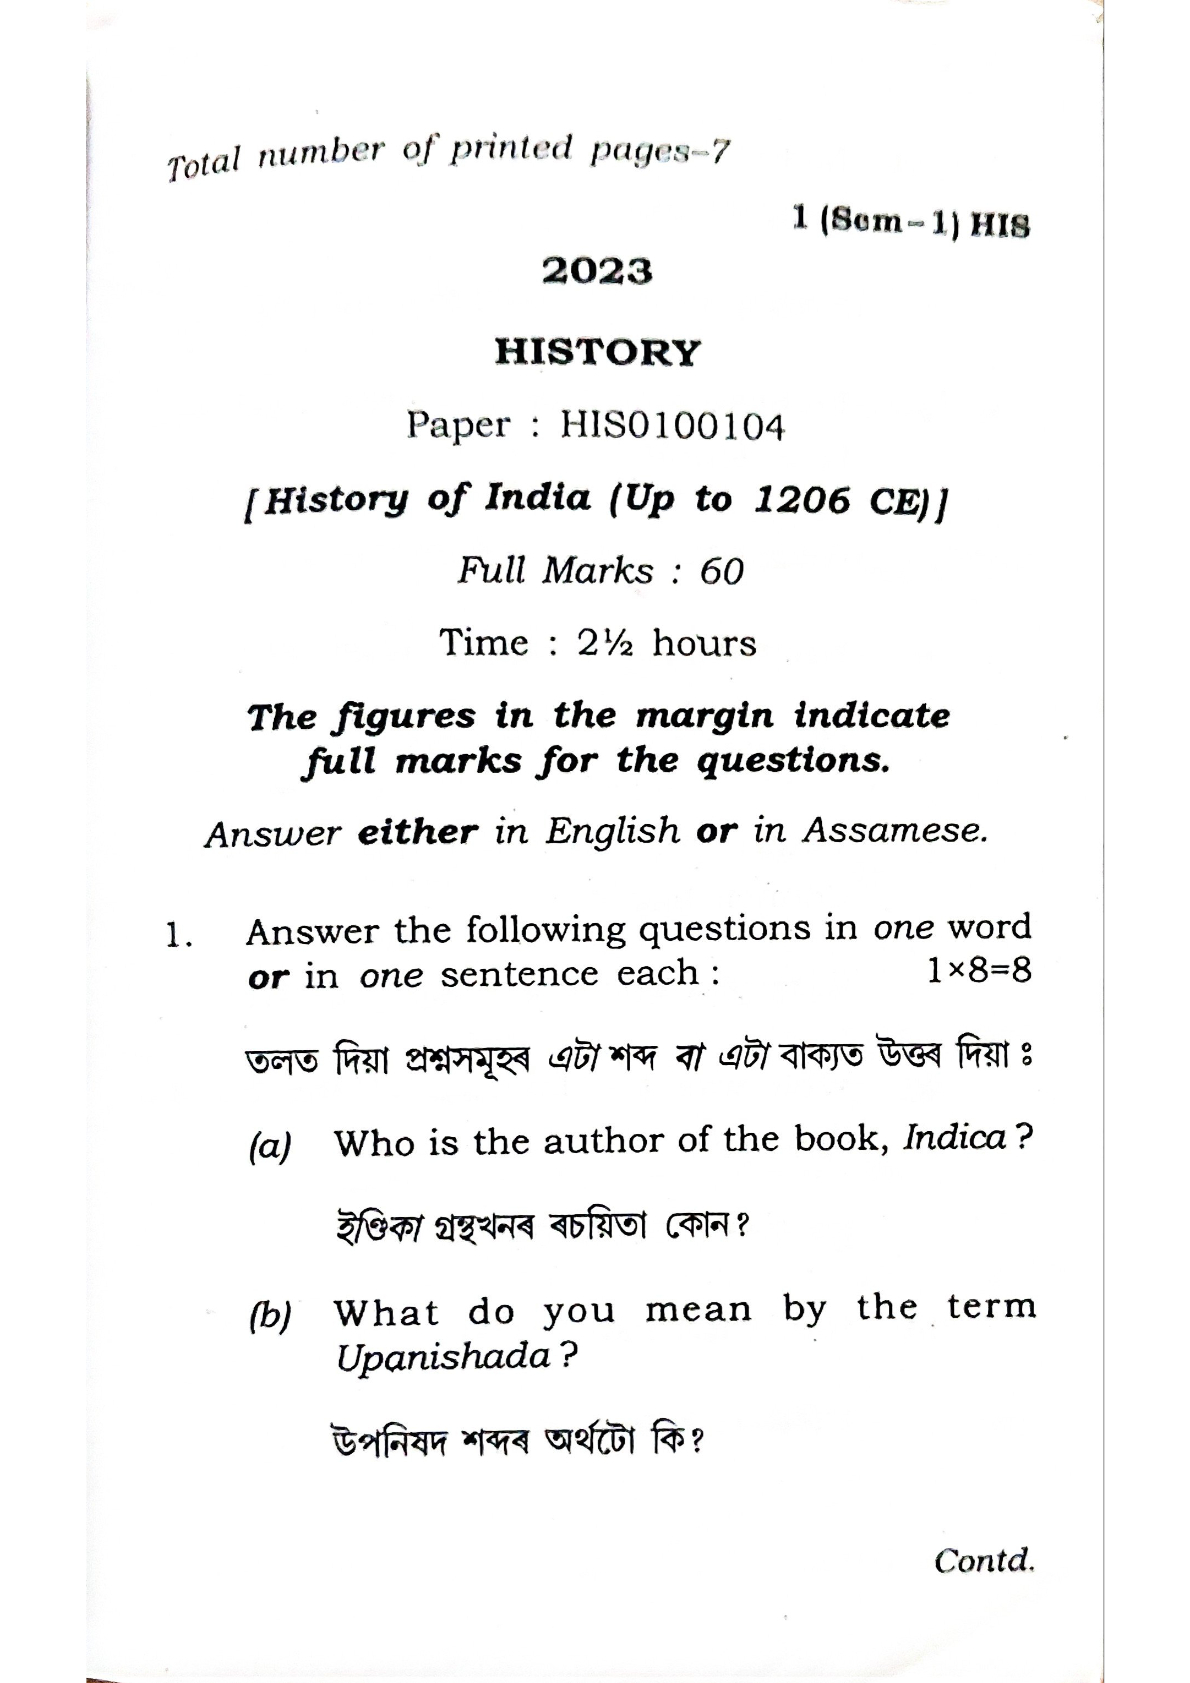 Total number of printed pages–7
1 (Sem–1) HIS
2023
HISTORY
Paper : HIS0100104
[History of India (Up to 1206 CE)]
Full Marks : 60
Time : 2½ hours
The figures in the margin indicate
full marks for the questions.
Answer either in English or in Assamese.
1. Answer the following questions in one word
or in one sentence each : 1×8=8
তলত দিয়া প্ৰশ্নসমূহৰ এটা শব্দ বা এটা বাক্যত উত্তৰ দিয়া ঃ
(a) Who is the author of the book, Indica ?
ইণ্ডিকা গ্ৰন্থখনৰ ৰচয়িতা কোন ?
(b) What do you mean by the term
Upanishada ?
উপনিষদ শব্দৰ অৰ্থটো কি ?
Contd.